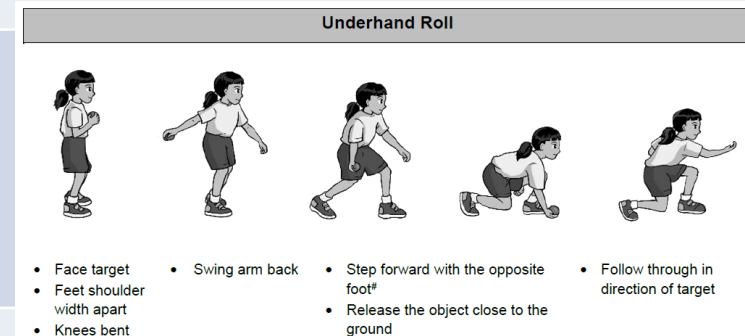 Underhand Roll
• Face target
• Feet shoulder
width apart
• Knees bent
• Swing arm back
• Step forward with the opposite
foot#
• Release the object close to the
ground
• Follow through in
direction of target